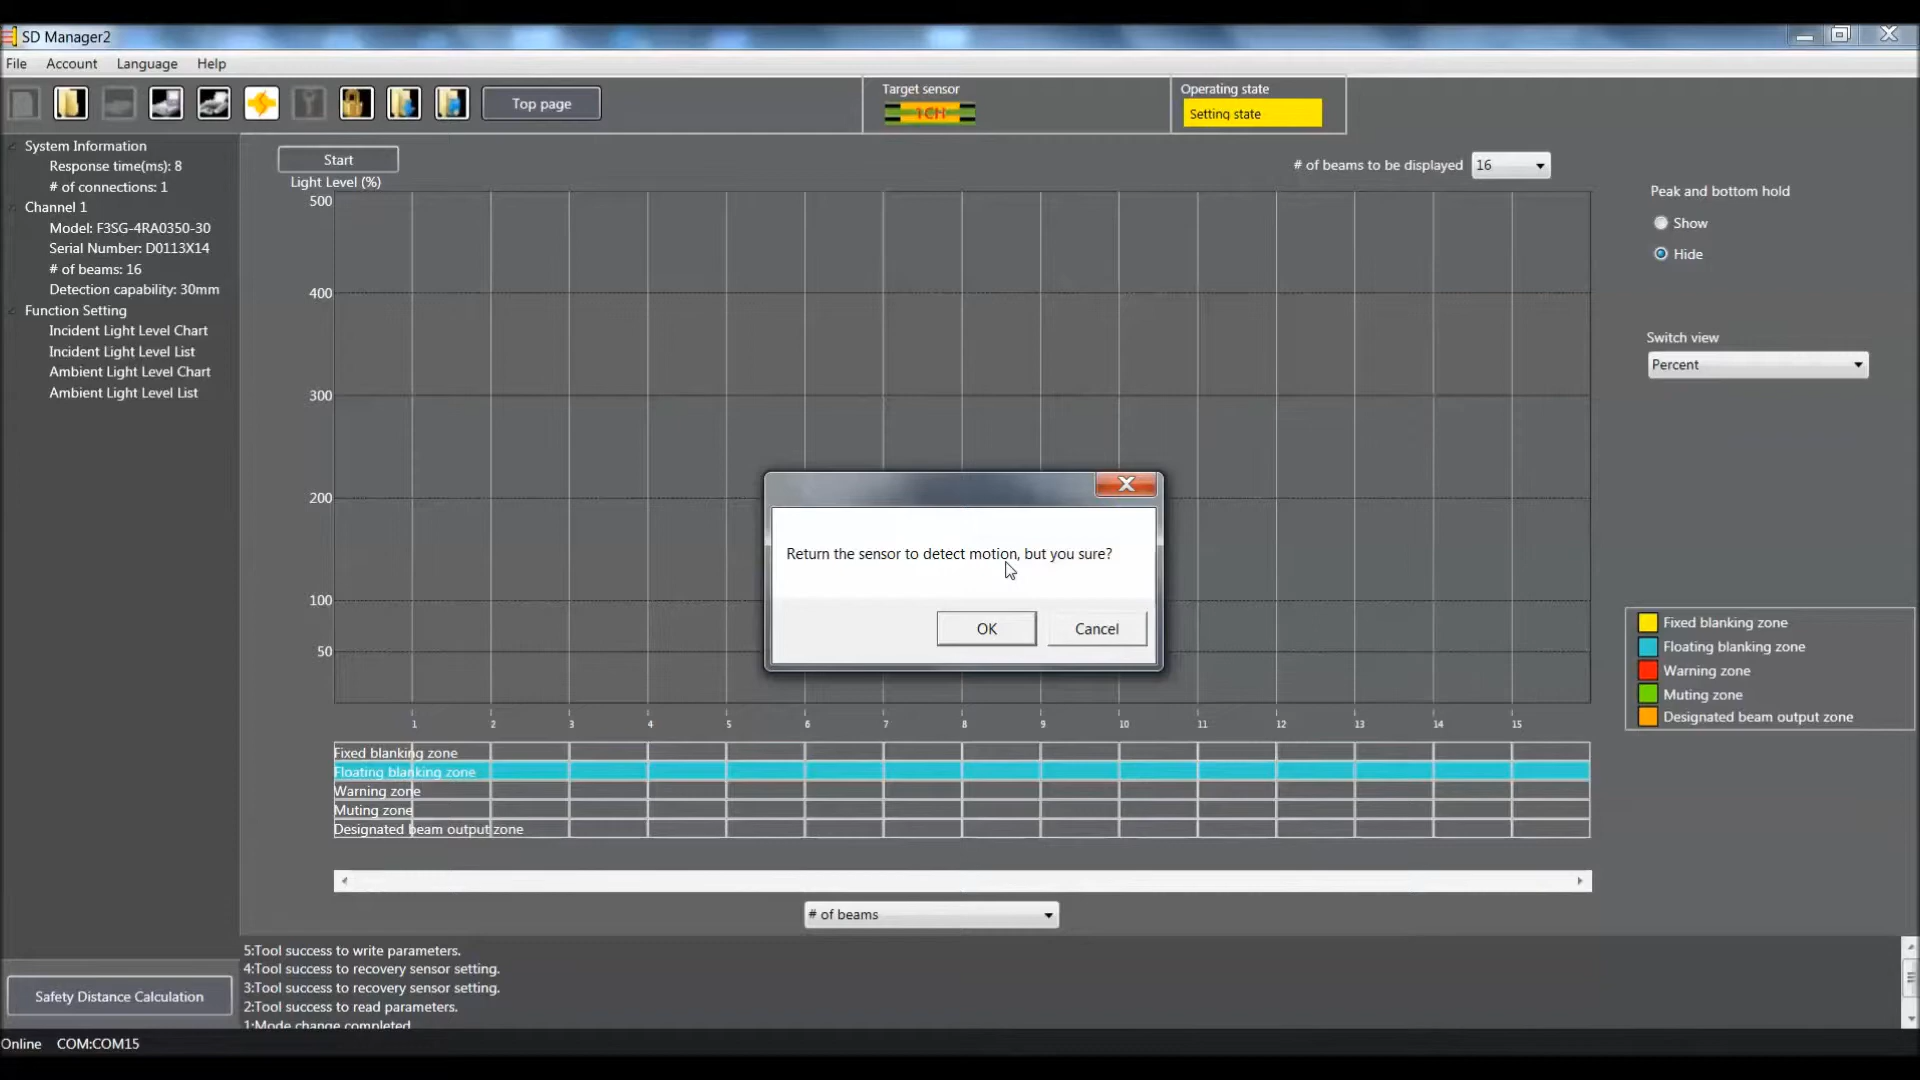 SD Manager2
File Account Language Help
Top page
Target sensor
1CH
Operating state
Setting state
System Information
Response time(ms): 8
# of connections: 1
Channel 1
Model: F3SG-4RA0350-30
Serial Number: D0113X14
# of beams: 16
Detection capability: 30mm
Function Setting
Incident Light Level Chart
Incident Light Level List
Ambient Light Level Chart
Ambient Light Level List
Start
Light Level (%)
# of beams to be displayed 16
500
400
300
200
100
50
1 2 3 4 5 6 7 8 9 10 11 12 13 14 15
Return the sensor to detect motion, but you sure?
OK Cancel
Fixed blanking zone
Floating blanking zone
Warning zone
Muting zone
Designated beam output zone
# of beams
Peak and bottom hold
Show
Hide
Switch view
Percent
Fixed blanking zone
Floating blanking zone
Warning zone
Muting zone
Designated beam output zone
5:Tool success to write parameters.
4:Tool success to recovery sensor setting.
3:Tool success to recovery sensor setting.
2:Tool success to read parameters.
1:Mode change completed
Safety Distance Calculation
Online COM:COM15